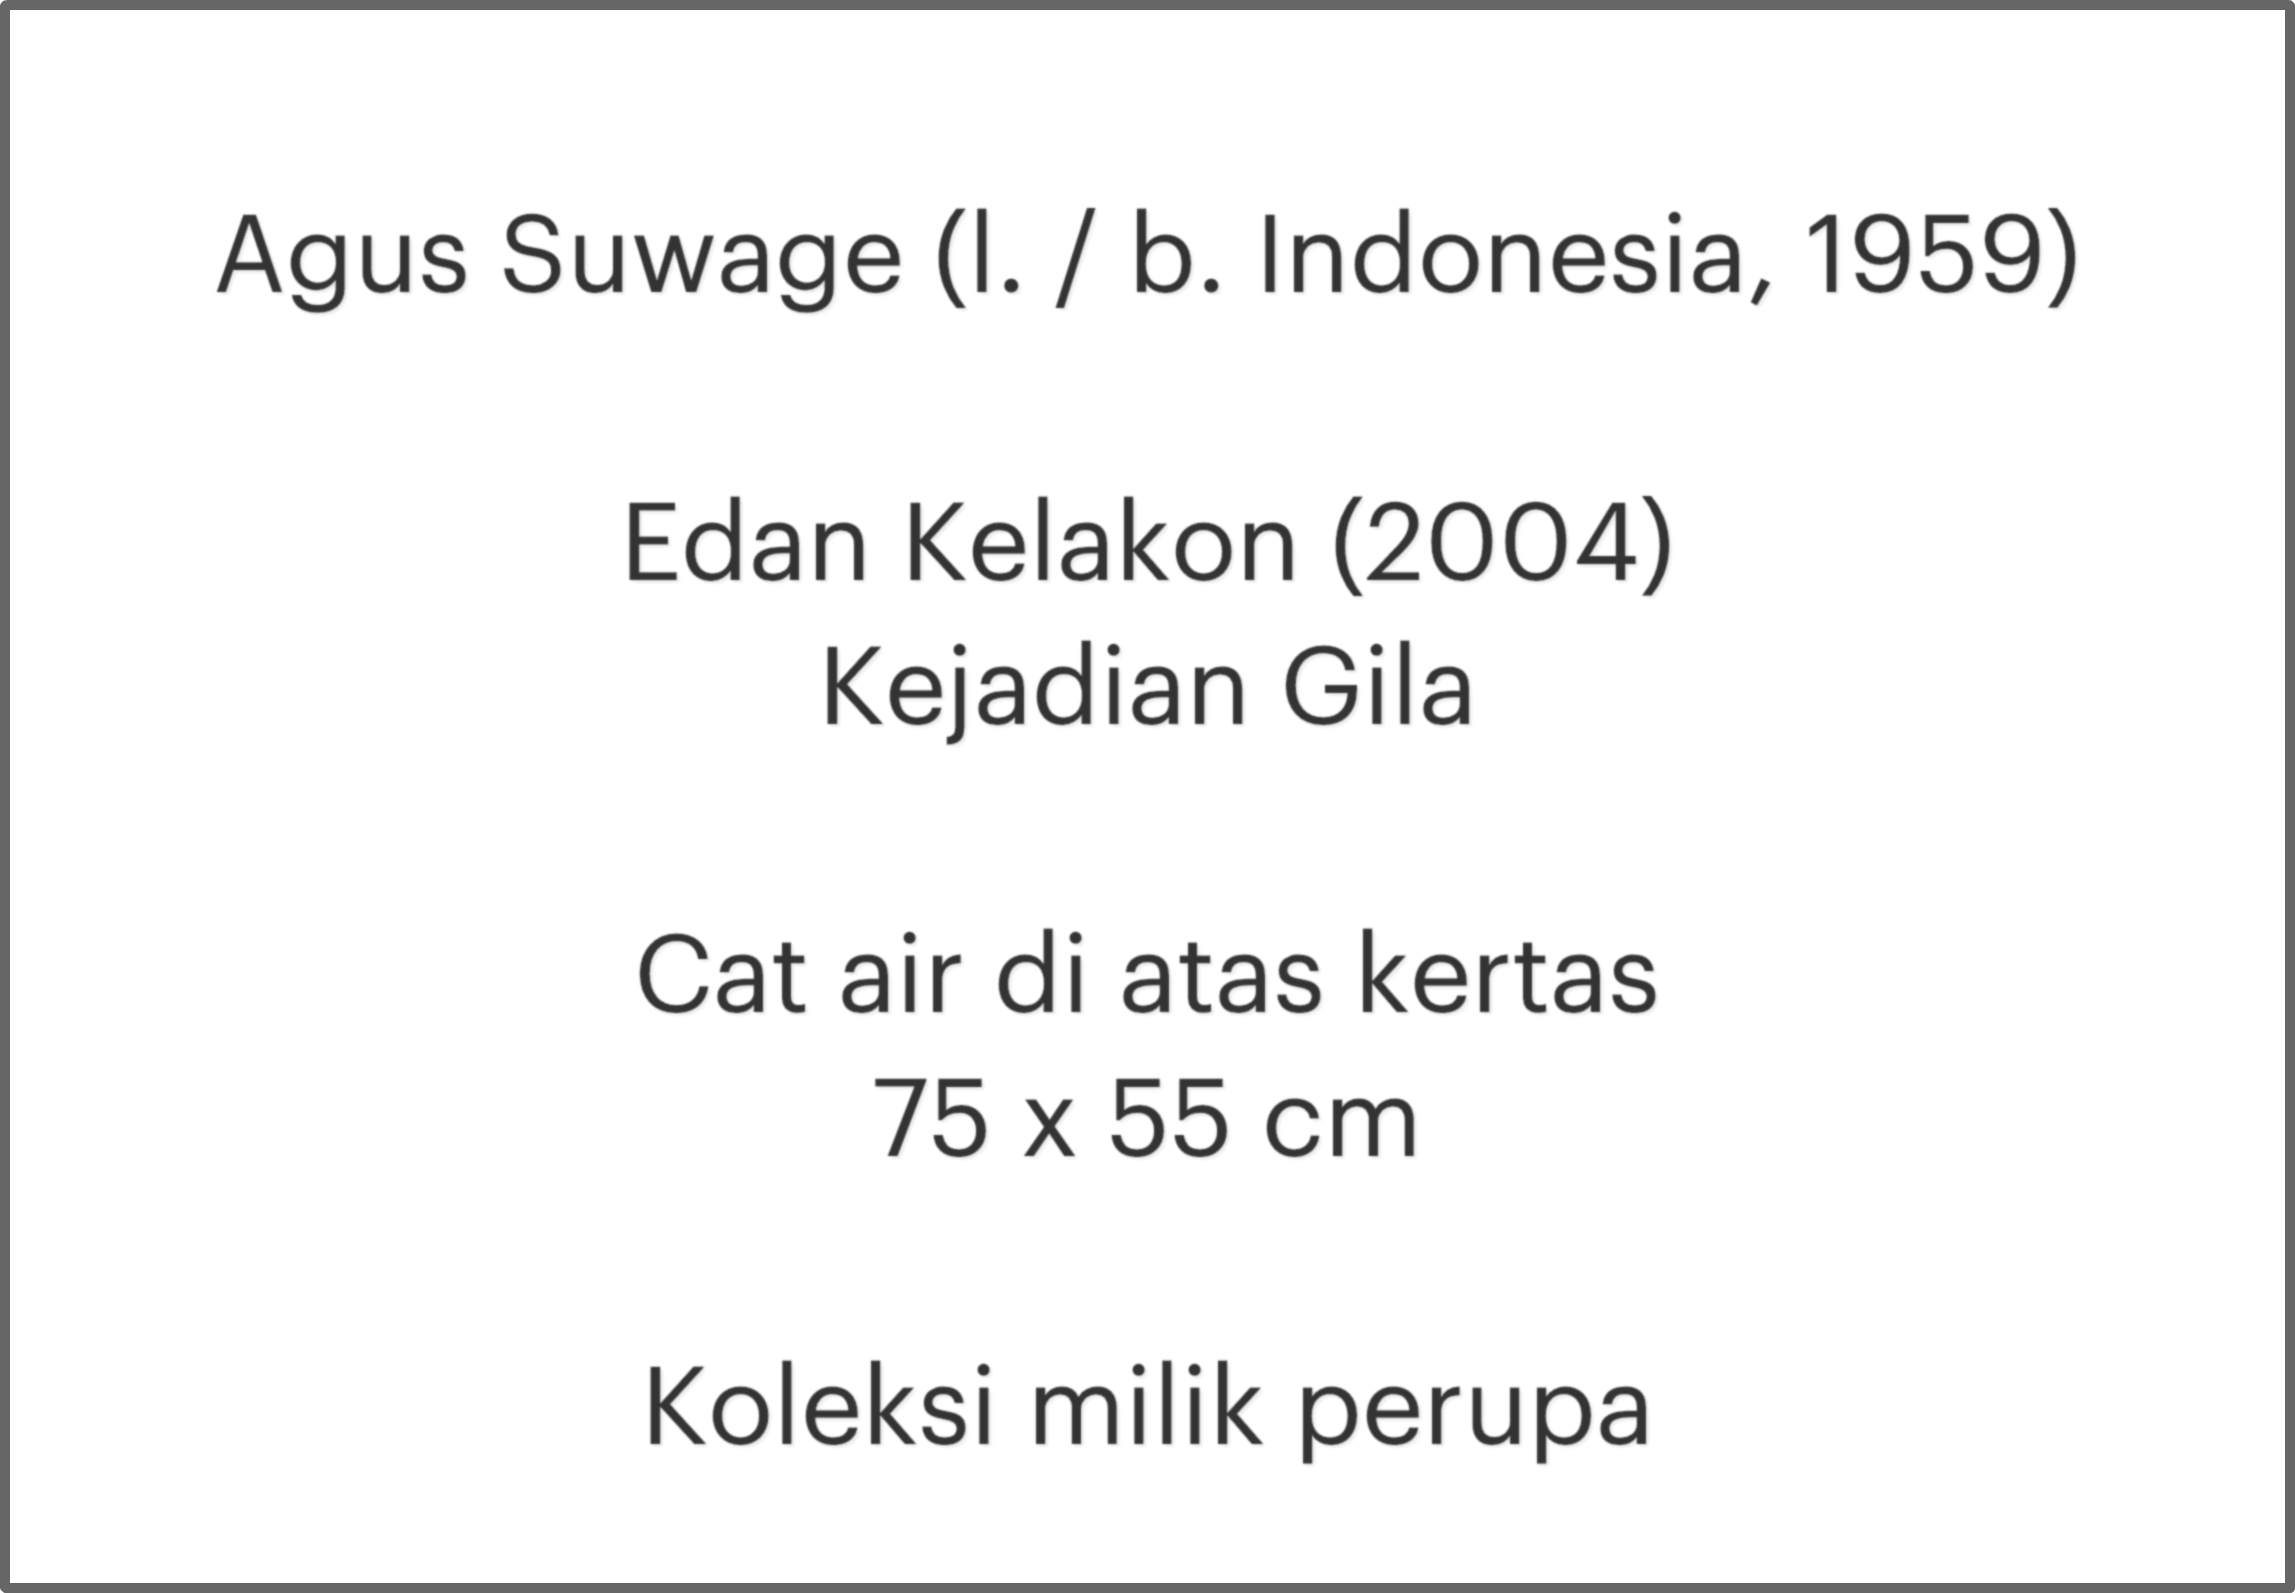 Agus Suwage (l. / b. Indonesia, 1959)
Edan Kelakon (2004)
Kejadian Gila
Cat air di atas kertas
75 x 55 cm
Koleksi milik perupa